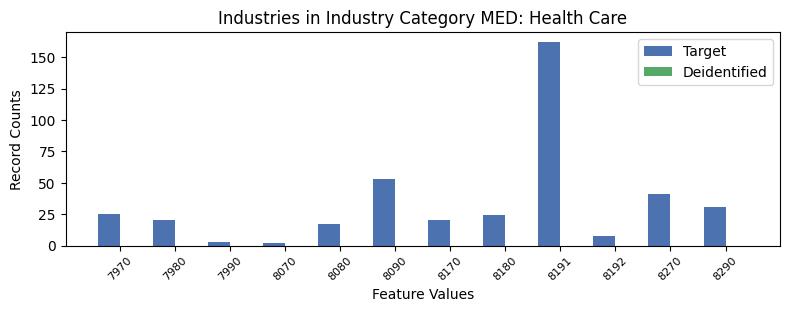 Industries in Industry Category MED: Health Care
Target
Deidentified
Record Counts
150
125
100
75
50
25
0
7970 7980 7990 8070 8080 8090 8170 8180 8191 8192 8270 8290
Feature Values